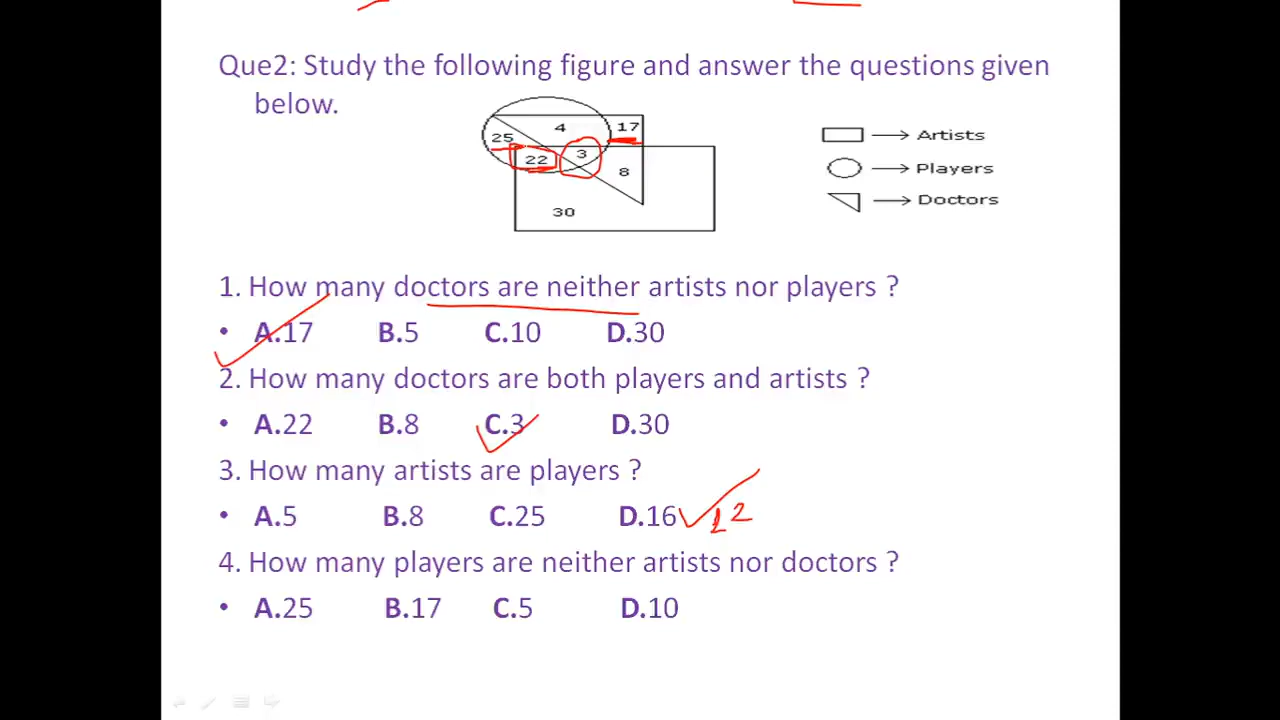 Que2: Study the following figure and answer the questions given
below.
4
17
25
3
22
8
30
Artists
Players
Doctors
1. How many doctors are neither artists nor players ?
• A.17 B.5 C.10 D.30
2. How many doctors are both players and artists ?
• A.22 B.8 C.3 D.30
3. How many artists are players ?
• A.5 B.8 C.25 D.16 12
4. How many players are neither artists nor doctors ?
• A.25 B.17 C.5 D.10